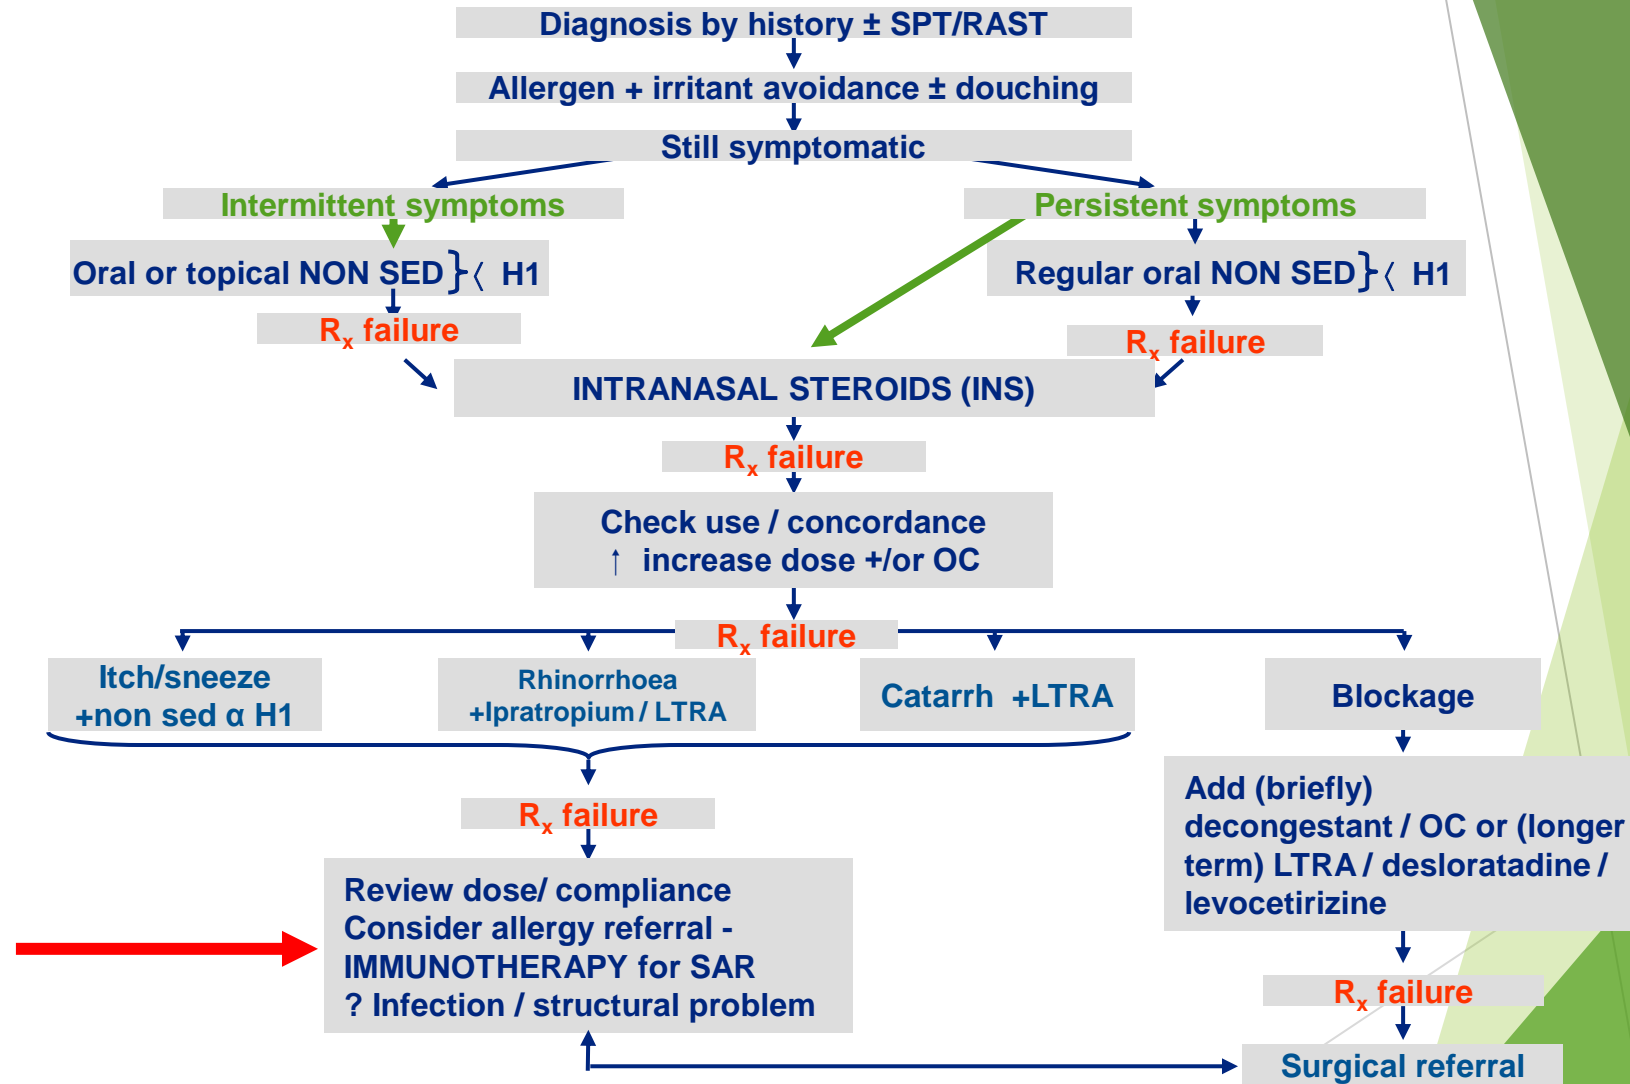 Diagnosis by history ± SPT/RAST
Allergen + irritant avoidance ± douching
Still symptomatic
Intermittent symptoms
Persistent symptoms
Oral or topical NON SED}〈 H1
Regular oral NON SED}〈 H1
Rx failure
Rx failure
INTRANASAL STEROIDS (INS)
Rx failure
Check use / concordance
↑ increase dose +/or OC
Rx failure
Itch/sneeze
+non sed α H1
Rhinorrhoea
+Ipratropium / LTRA
Catarrh +LTRA
Blockage
Add (briefly)
decongestant / OC or (longer
term) LTRA / desloratadine /
levocetirizine
Rx failure
Review dose/ compliance
Consider allergy referral -
IMMUNOTHERAPY for SAR
? Infection / structural problem
Rx failure
Surgical referral